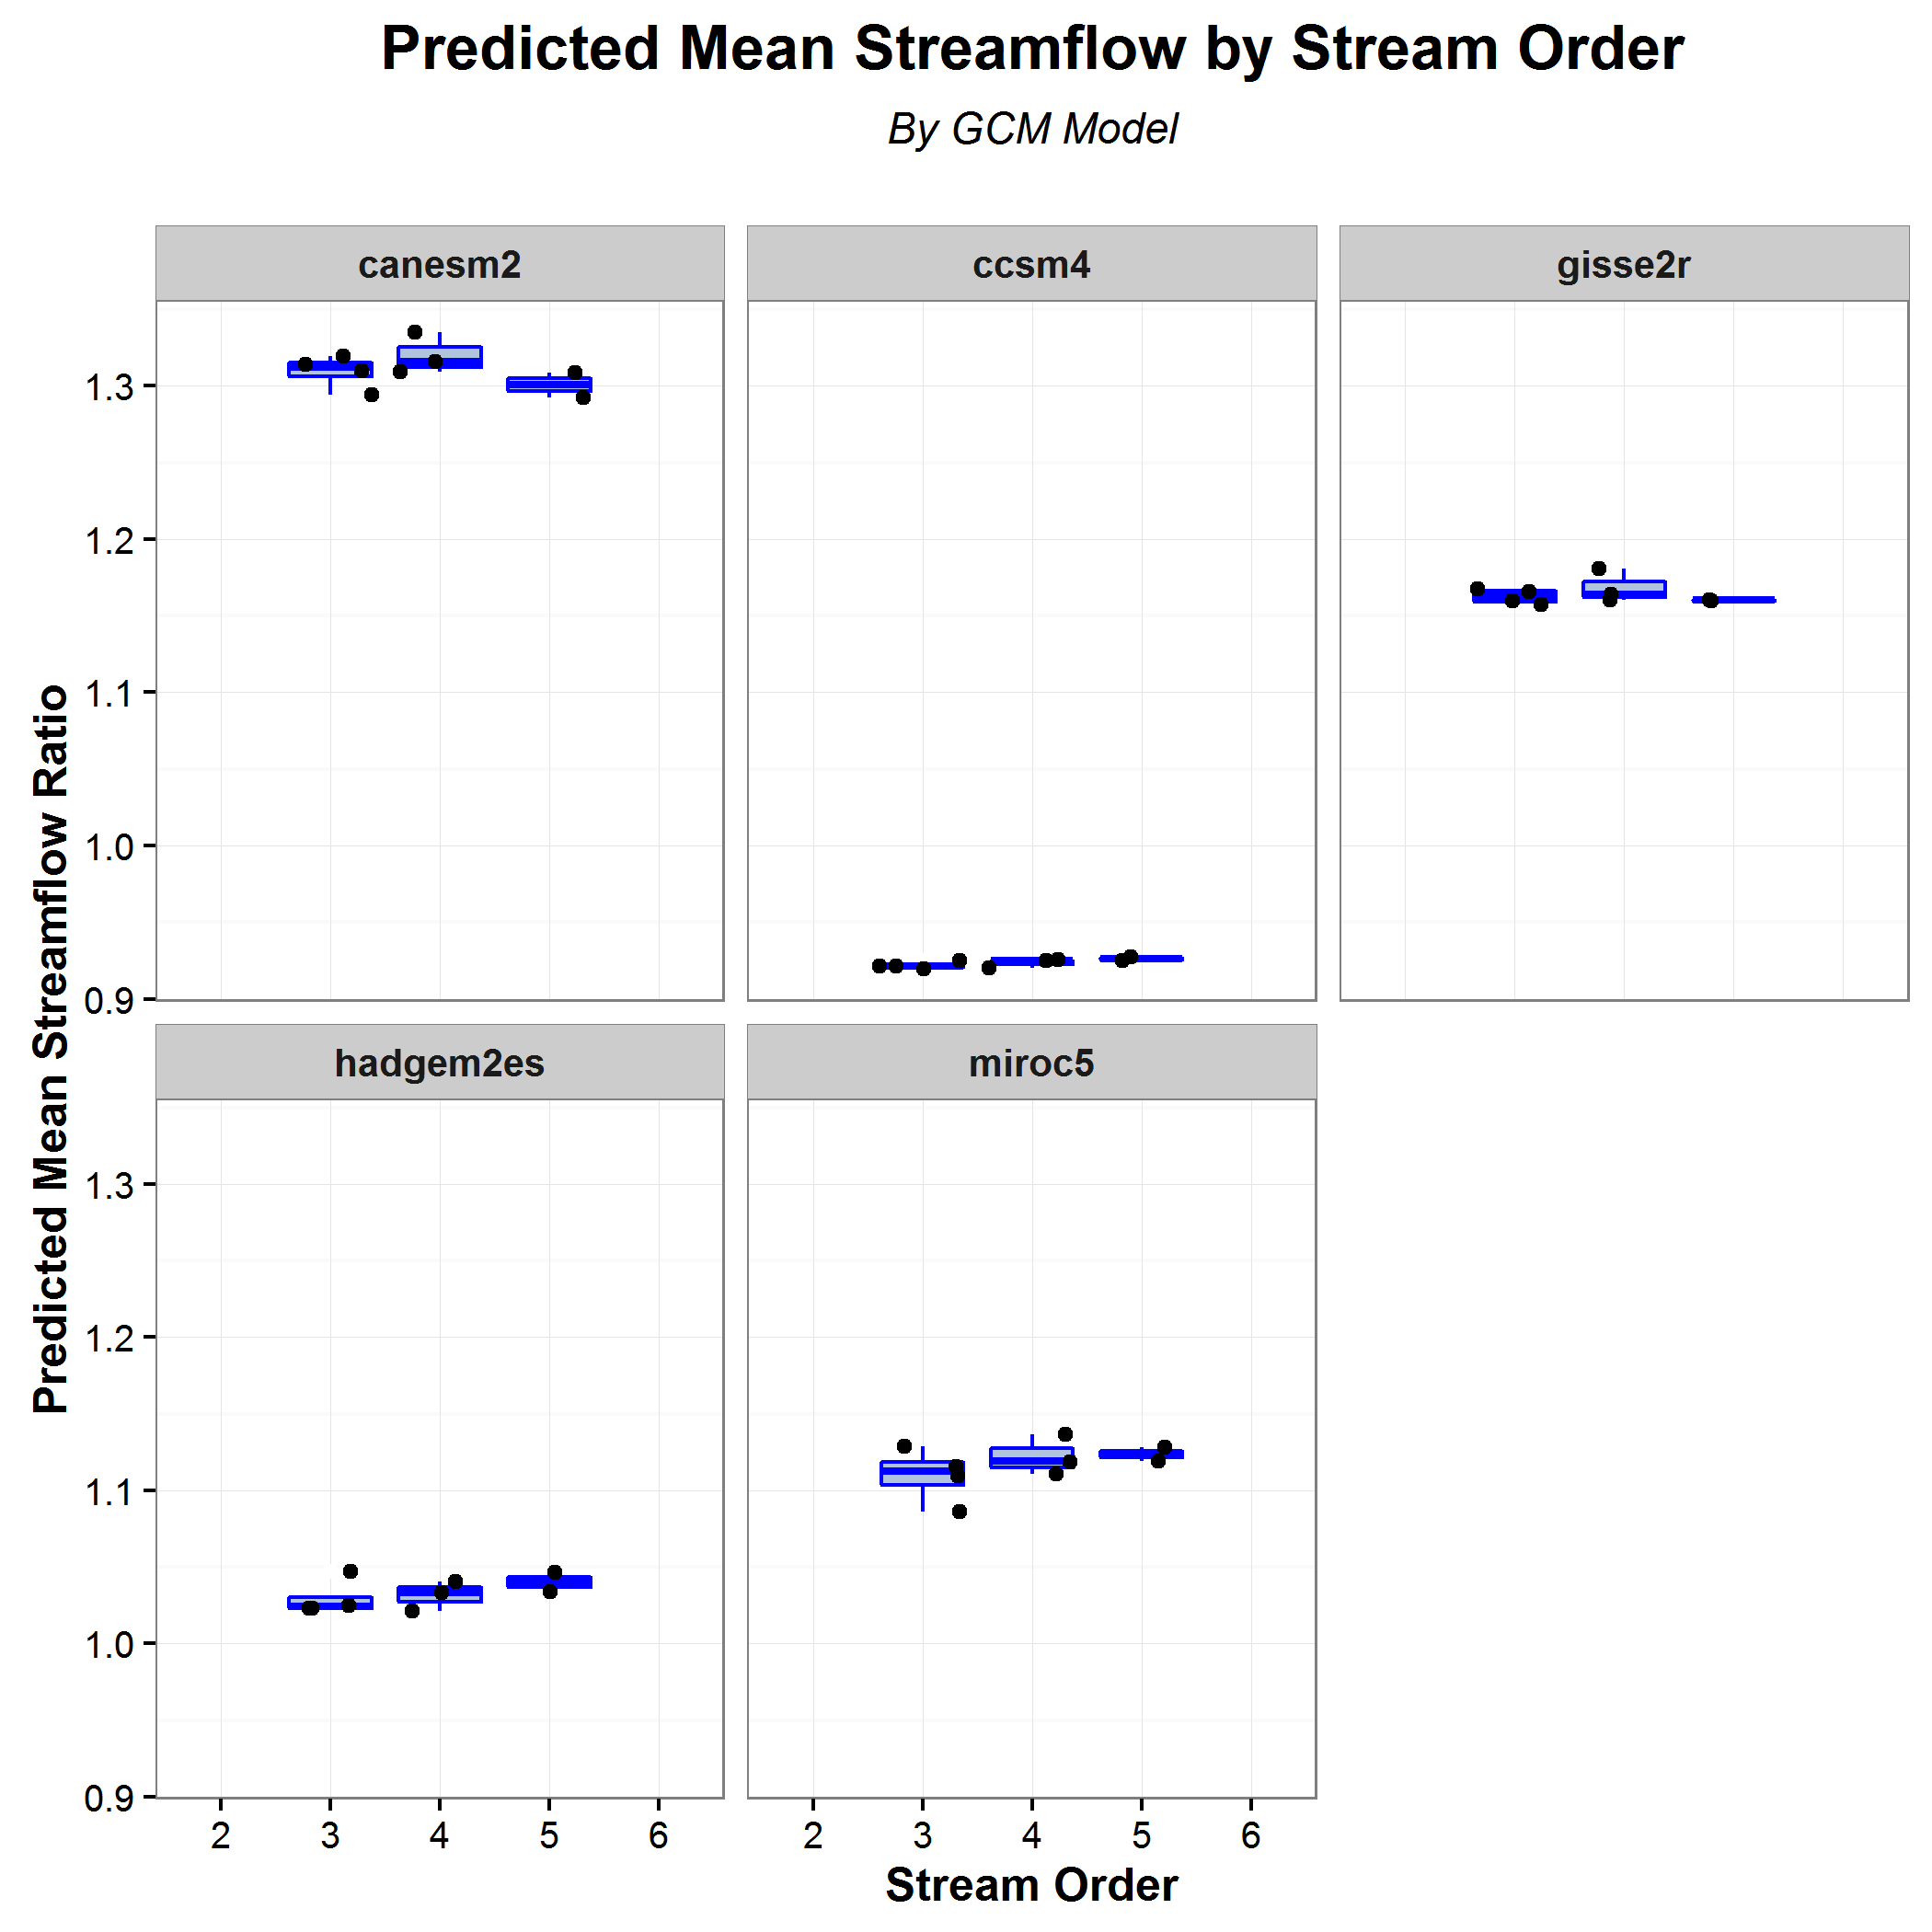 Predicted Mean Streamflow by Stream Order
By GCM Model
canesm2
ccsm4
gisse2r
1.3
1.2
1.1
1.0
0.9
Predicted Mean Streamflow Ratio
hadgem2es
miroc5
1.3
1.2
1.1
1.0
0.9
2 3 4 5 6
2 3 4 5 6
Stream Order